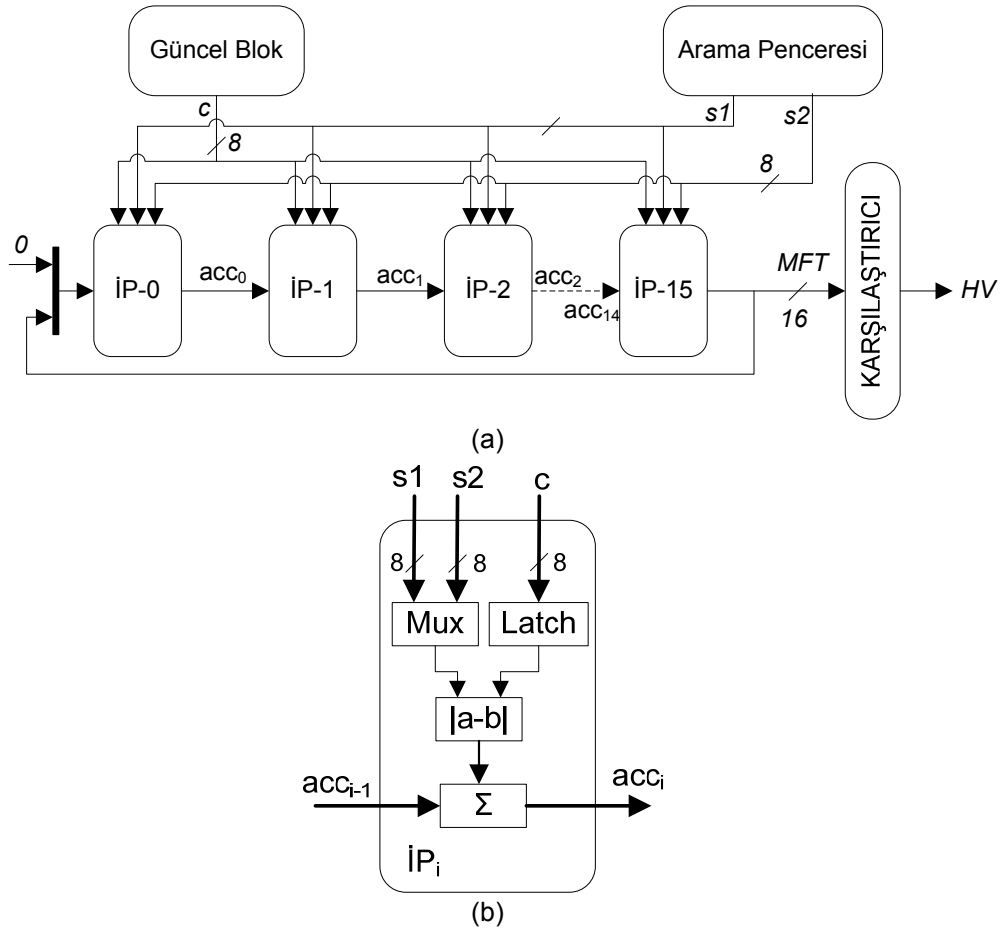 Güncel Blok
Arama Penceresi
c
s1
s2
8
8
0
İP-0
acc0
İP-1
acc1
İP-2
acc2
acc14
İP-15
MFT
16
KARŞILAŞTIRICI
HV
(a)
s1 s2 c
8 8 8
Mux Latch
|a-b|
acci-1
Σ
acci
İPi
(b)